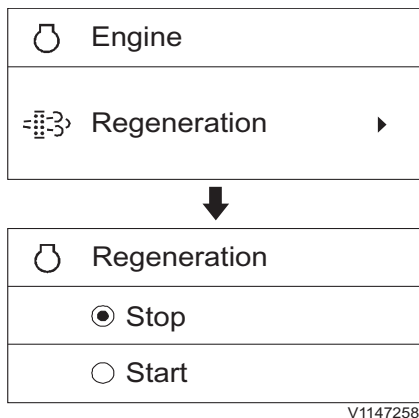 Engine
Regeneration
Regeneration
Stop
Start
V1147258